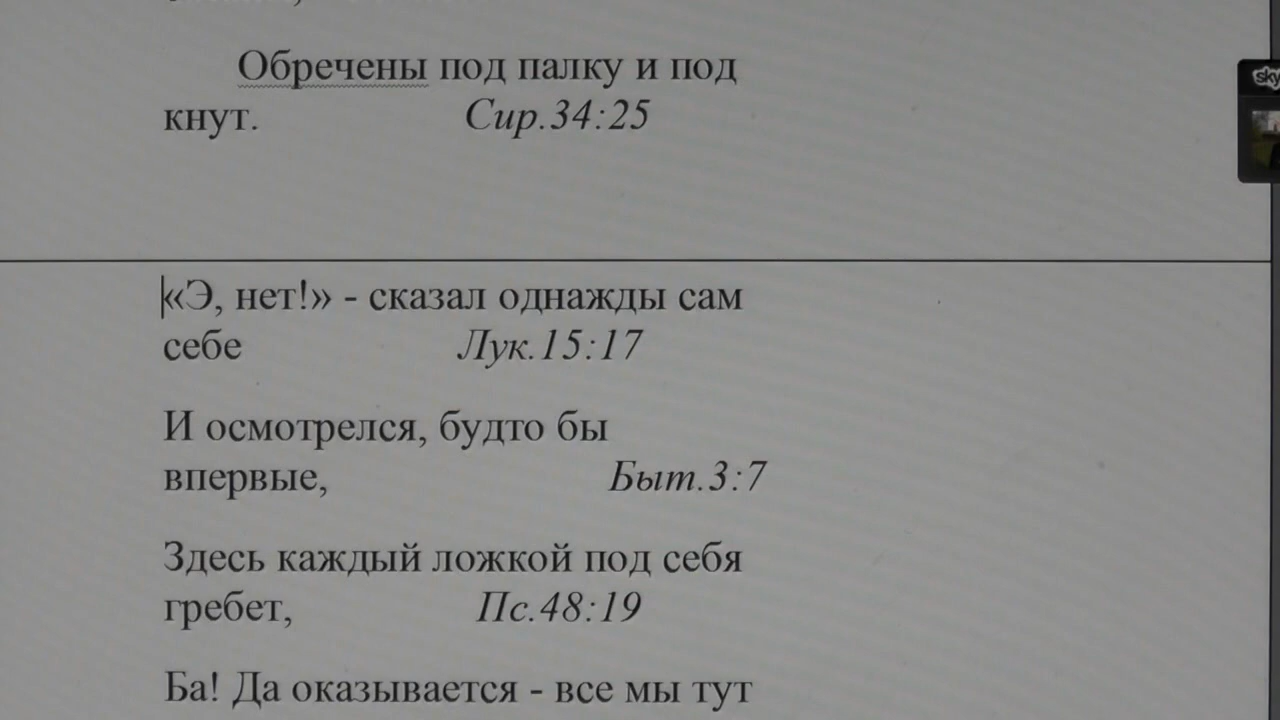 Обречены под палку и под
кнут. Сир.34:25
«Э, нет!» - сказал однажды сам
себе Лук.15:17
И осмотрелся, будто бы
впервые, Быт.3:7
Здесь каждый ложкой под себя
гребет, Пс.48:19
Ба! Да оказывается - все мы тут
sky